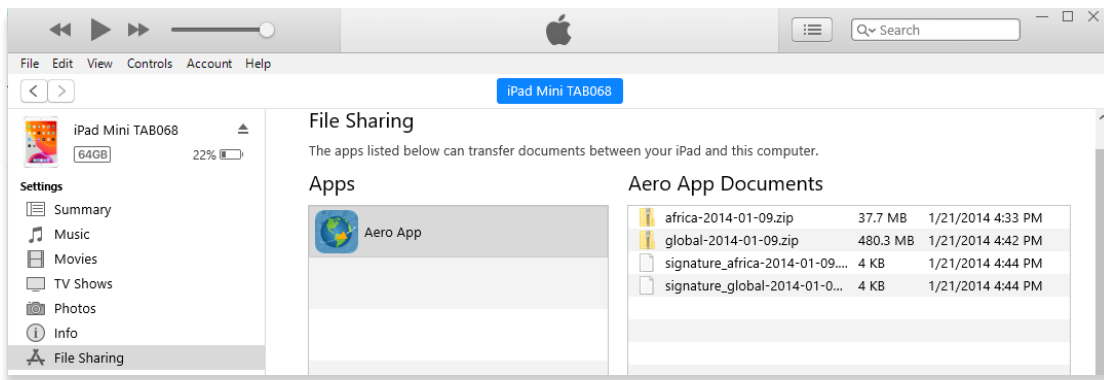 Search
File Edit View Controls Account Help
iPad Mini TAB068
iPad Mini TAB068
64GB 22%
Settings
Summary
Music
Movies
TV Shows
Photos
Info
File Sharing
File Sharing
The apps listed below can transfer documents between your iPad and this computer.
Apps
Aero App
Aero App Documents
africa-2014-01-09.zip 37.7 MB 1/21/2014 4:33 PM
global-2014-01-09.zip 480.3 MB 1/21/2014 4:42 PM
signature_africa-2014-01-09.... 4 KB 1/21/2014 4:44 PM
signature_global-2014-01-0... 4 KB 1/21/2014 4:44 PM